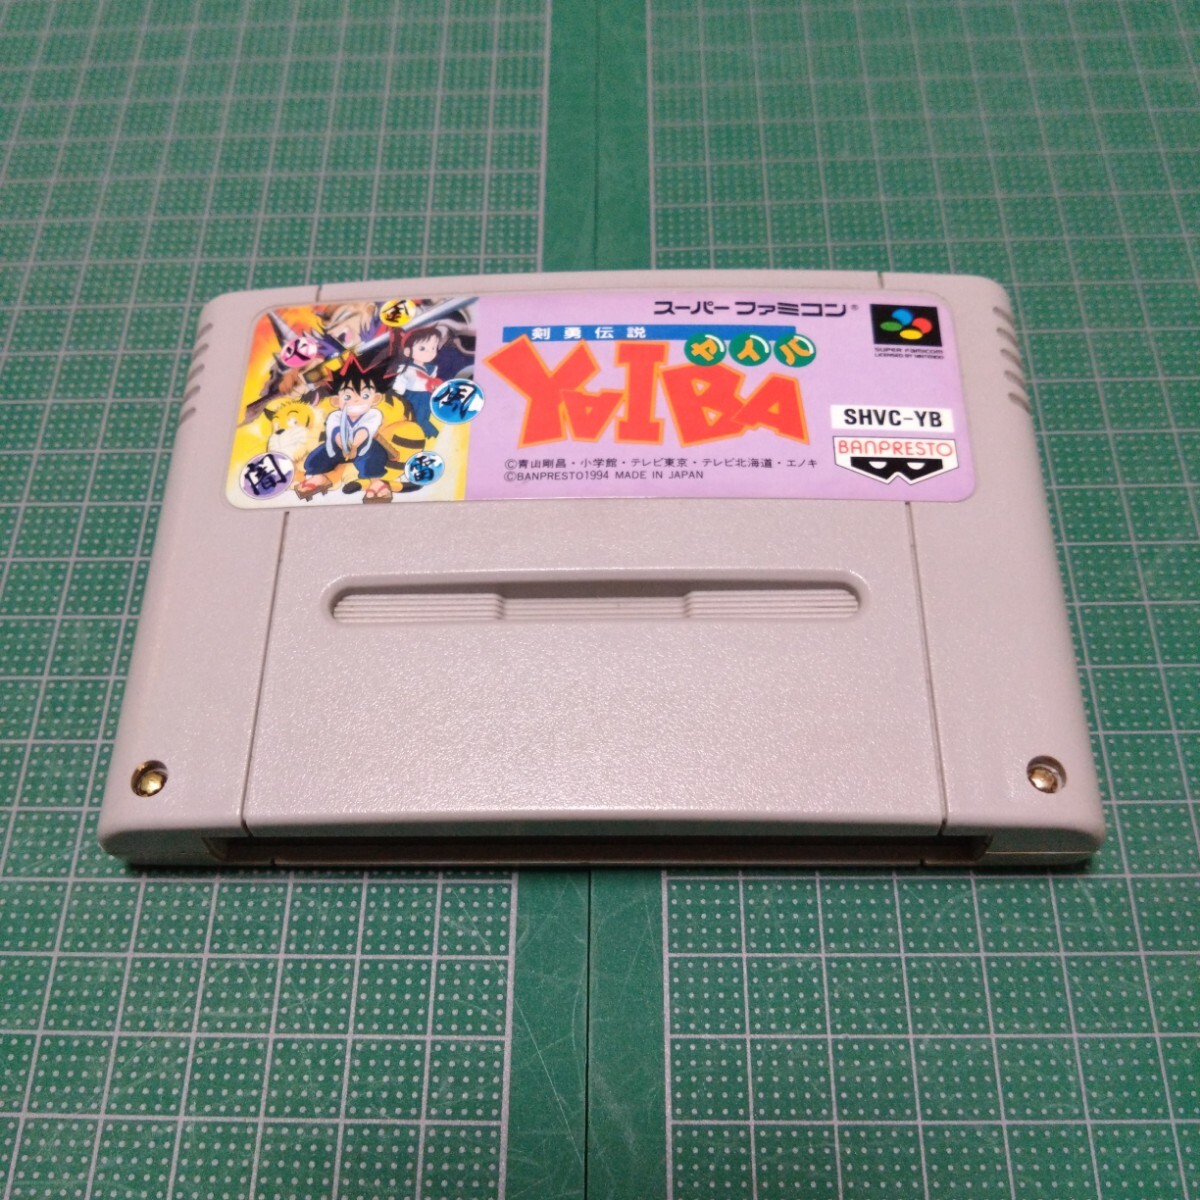 スーパーファミコン®
SUPER FAMICOM
LICENSED BY NINTENDO
剣勇伝説
ヤイバ
YAIBA
SHVC-YB
BANPRESTO
©青山剛昌・小学館・テレビ東京・テレビ北海道・エノキ
©BANPRESTO1994 MADE IN JAPAN
金
火
風
闇
雷